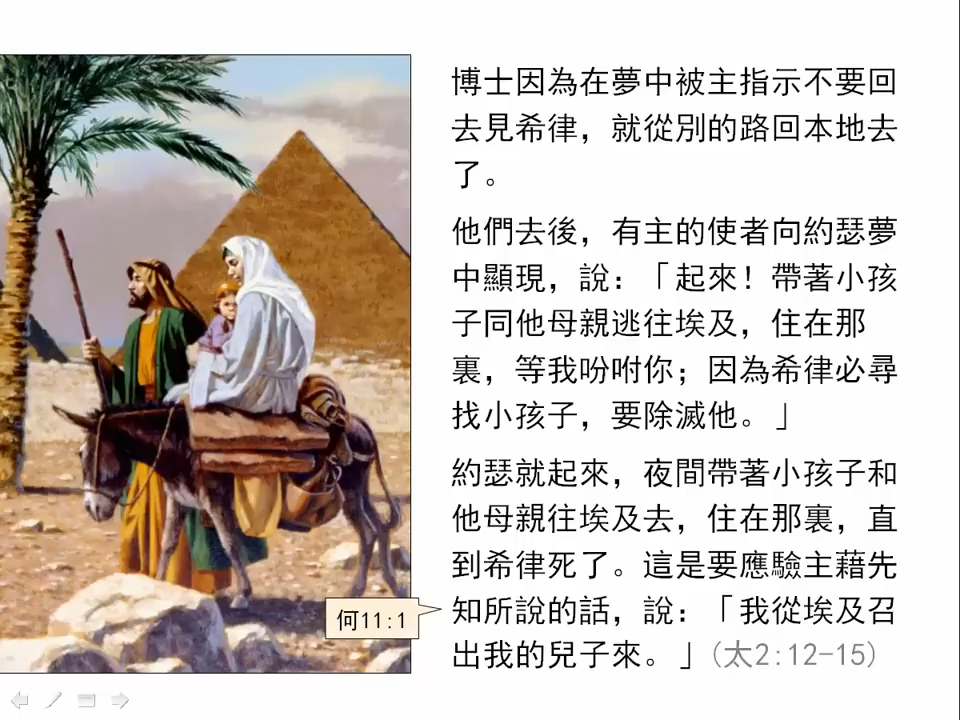 博士因為在夢中被主指示不要回
去見希律，就從別的路回本地去
了。
他們去後，有主的使者向約瑟夢
中顯現，說：「起來！帶著小孩
子同他母親逃往埃及，住在那
裏，等我吩咐你；因為希律必尋
找小孩子，要除滅他。」
約瑟就起來，夜間帶著小孩子和
他母親往埃及去，住在那裏，直
到希律死了。這是要應驗主藉先
知所說的話，說：「我從埃及召
出我的兒子來。」(太2:12-15)
何11:1